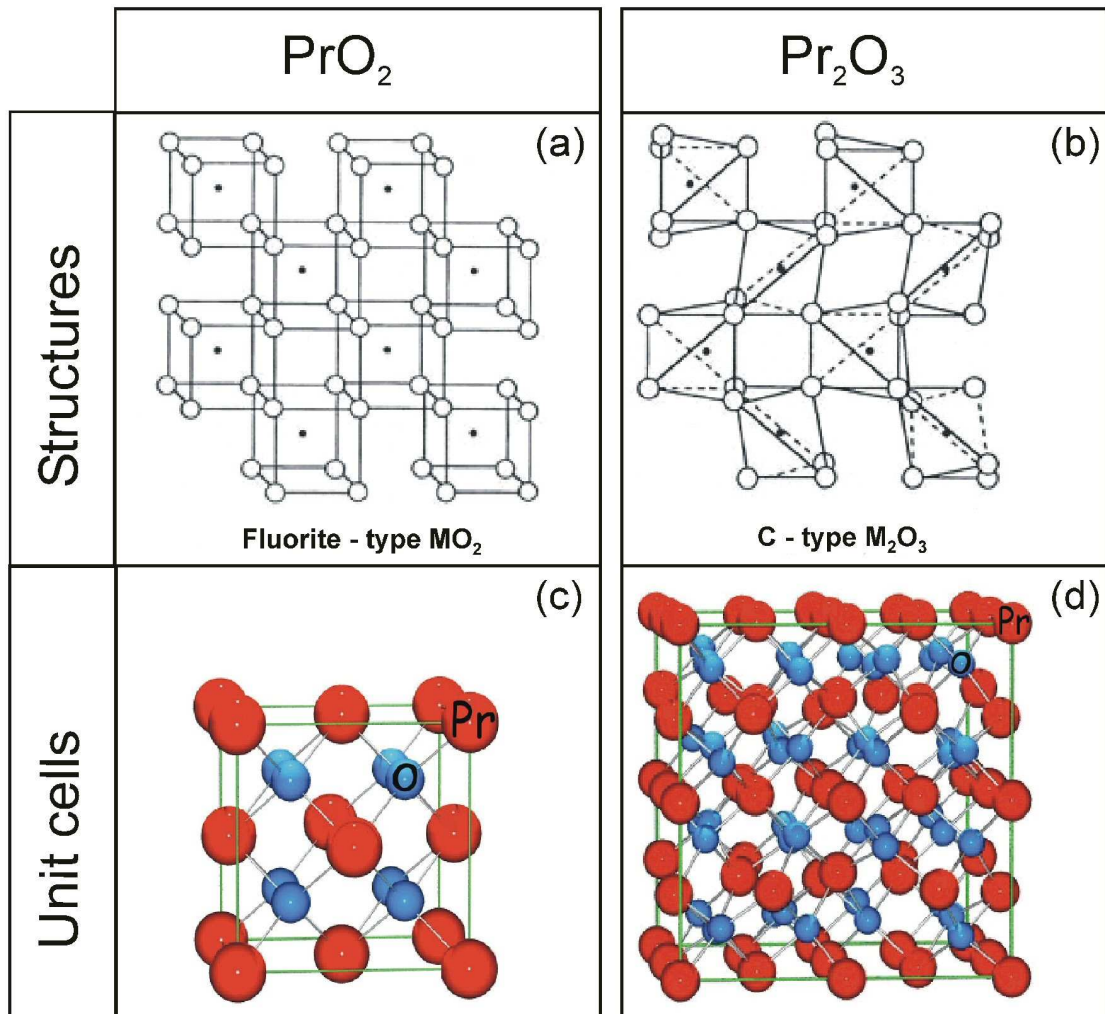 PrO₂
Pr₂O₃
Structures
(a)
Fluorite - type MO₂
(b)
C - type M₂O₃
Unit cells
(c)
Pr
O
(d)
Pr
O